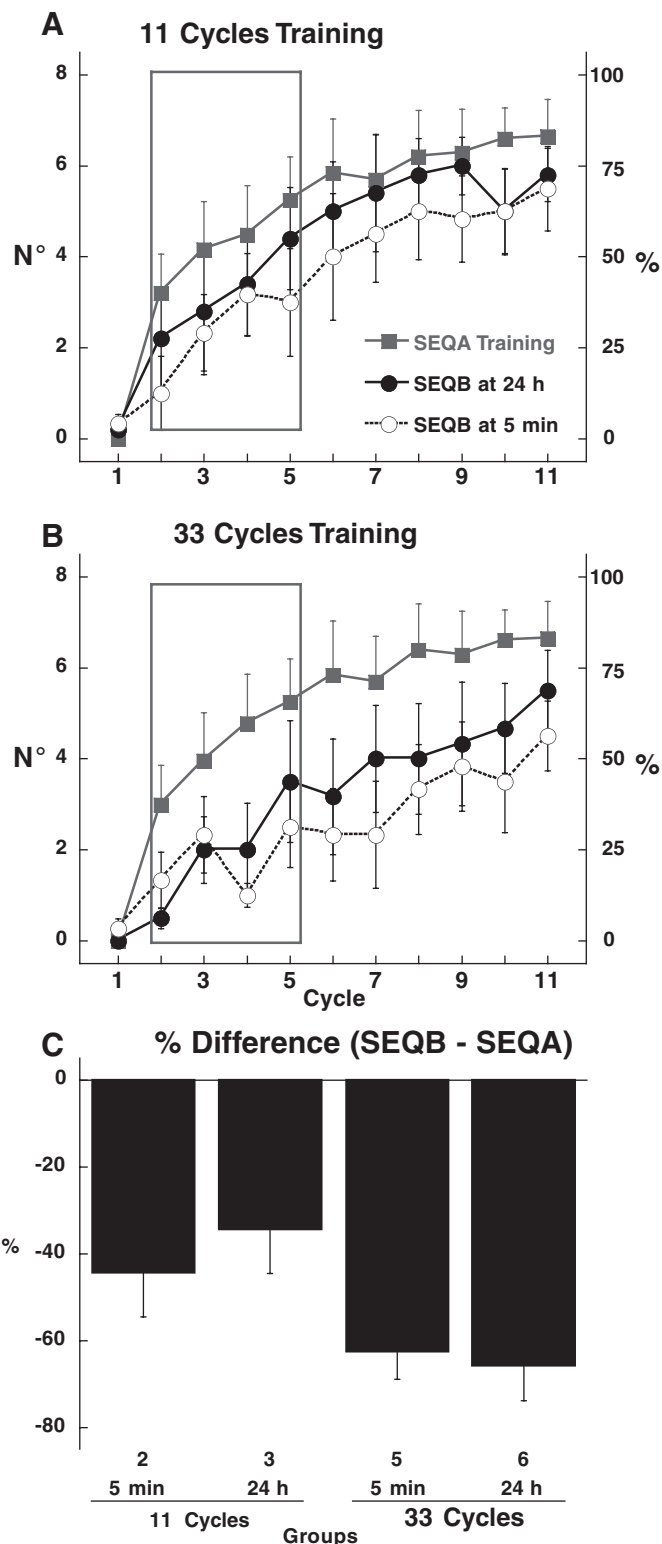 A
11 Cycles Training
8
100
6
75
N°
4
50
%
2
25
SEQA Training
SEQB at 24 h
SEQB at 5 min
0
0
1 3 5 7 9 11
B
33 Cycles Training
8
100
6
75
N°
4
50
%
2
25
0
0
1 3 5 7 9 11
Cycle
C
% Difference (SEQB - SEQA)
0
-20
%
-40
-60
-80
2 3 5 6
5 min 24 h 5 min 24 h
11 Cycles 33 Cycles
Groups